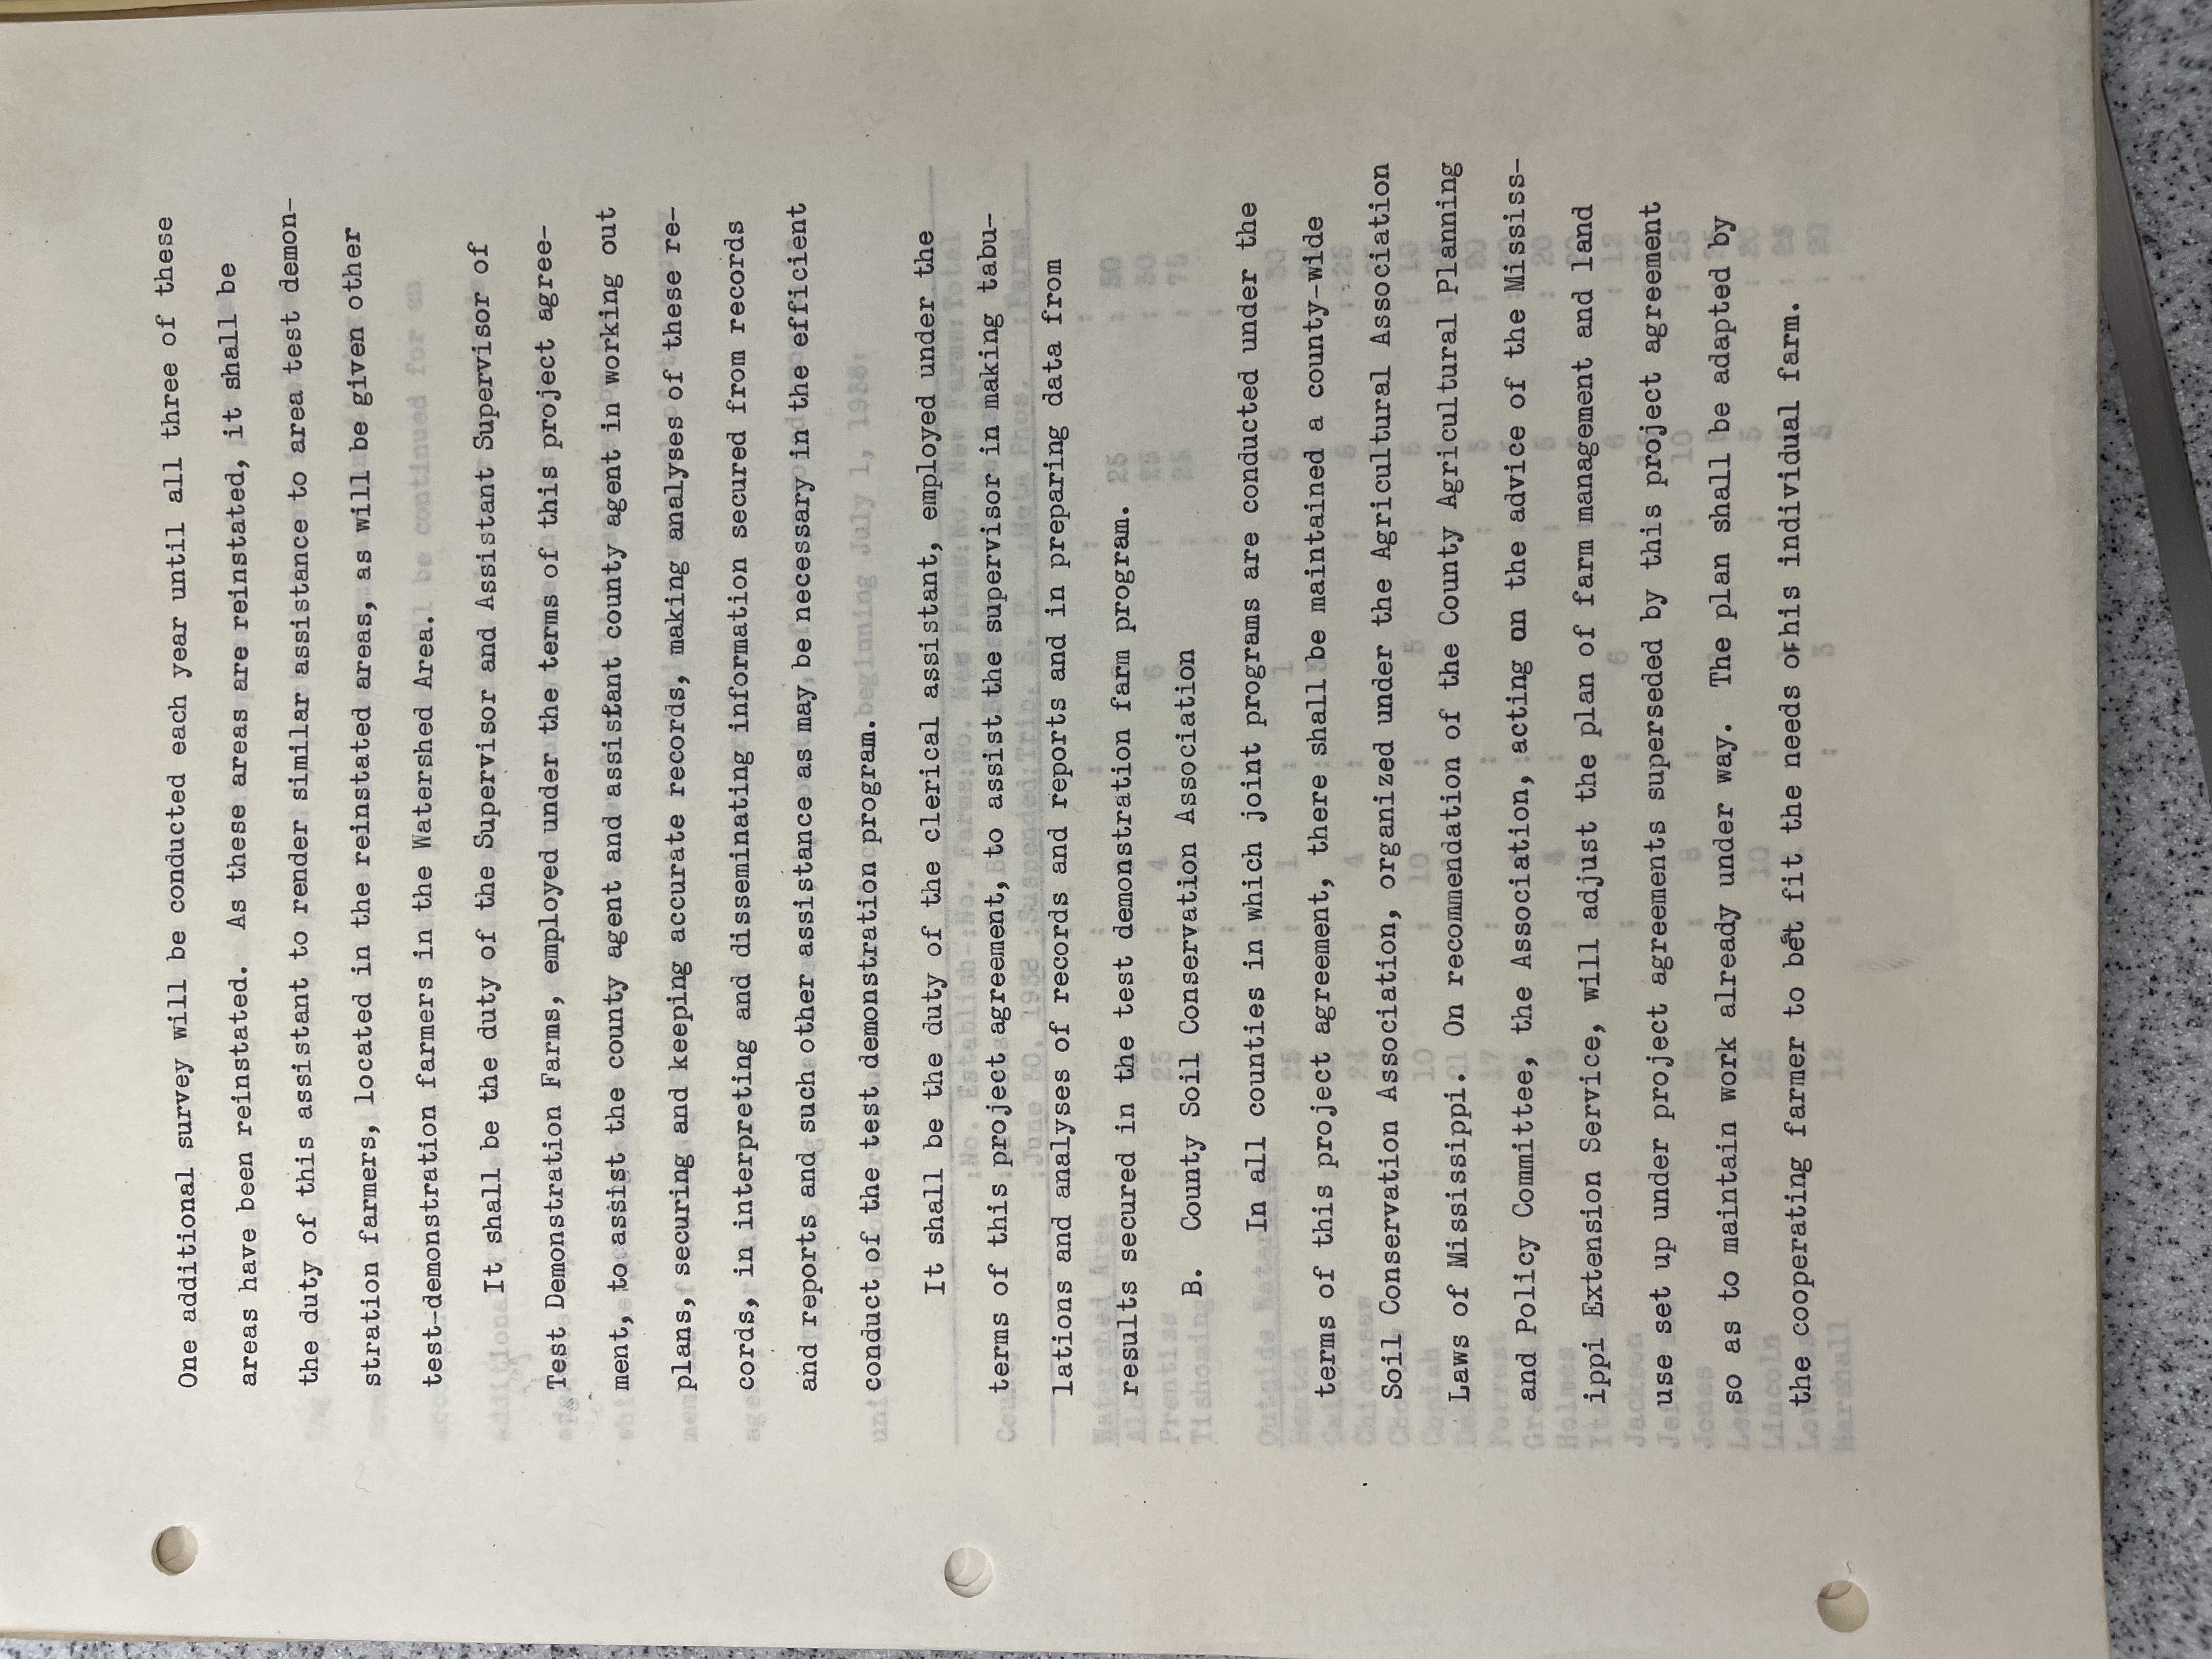 One additional survey will be conducted each year until all three of these
areas have been reinstated. As these areas are reinstated, it shall be
the duty of this assistant to render similar assistance to area test demon-
stration farmers, located in the reinstated areas, as will be given other
test-demonstration farmers in the Watershed Area.
It shall be the duty of the Supervisor and Assistant Supervisor of
Test Demonstration Farms, employed under the terms of this project agree-
ment, to assist the county agent and assistant county agent in working out
plans, securing and keeping accurate records, making analyses of these re-
cords, in interpreting and disseminating information secured from records
and reports and such other assistance as may be necessary in the efficient
conduct of the test demonstration program.
It shall be the duty of the clerical assistant, employed under the
terms of this project agreement, to assist the supervisor in making tabu-
lations and analyses of records and reports and in preparing data from
results secured in the test demonstration farm program.
B. County Soil Conservation Association
In all counties in which joint programs are conducted under the
terms of this project agreement, there shall be maintained a county-wide
Soil Conservation Association, organized under the Agricultural Association
Laws of Mississippi. On recommendation of the County Agricultural Planning
and Policy Committee, the Association, acting on the advice of the Mississ-
ippi Extension Service, will adjust the plan of farm management and land
use set up under project agreements superseded by this project agreement
so as to maintain work already under way. The plan shall be adapted by
the cooperating farmer to best fit the needs of his individual farm.